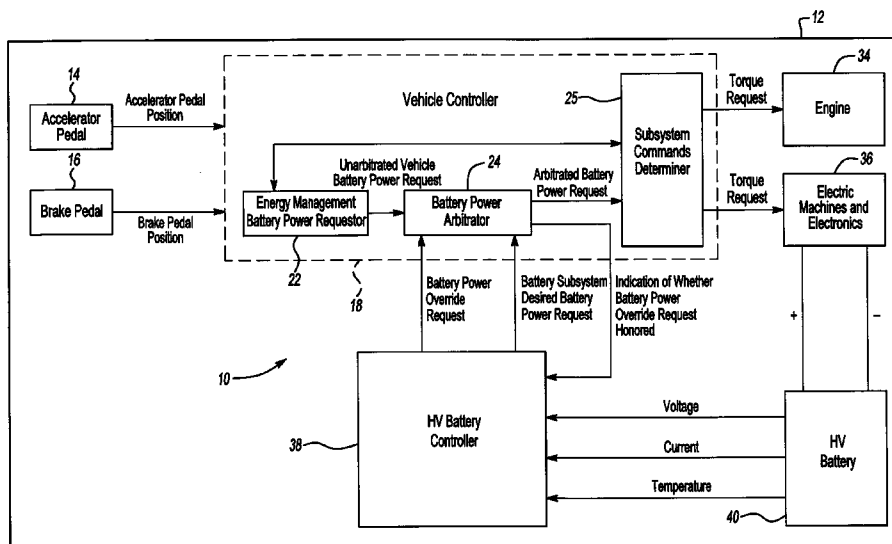 12
14
Accelerator
Pedal
Accelerator Pedal
Position
16
Brake Pedal
Brake Pedal
Position
Vehicle Controller
Unarbitrated Vehicle
Battery Power Request
Energy Management
Battery Power Requestor
22
24
Battery Power
Arbitrator
Arbitrated Battery
Power Request
25
Subsystem
Commands
Determiner
Torque
Request
34
Engine
Torque
Request
36
Electric
Machines and
Electronics
18
Battery Power
Override
Request
Battery Subsystem
Desired Battery
Power Request
Indication of Whether
Battery Power
Override Request
Honored
+
−
10
38
HV Battery
Controller
Voltage
Current
Temperature
HV
Battery
40